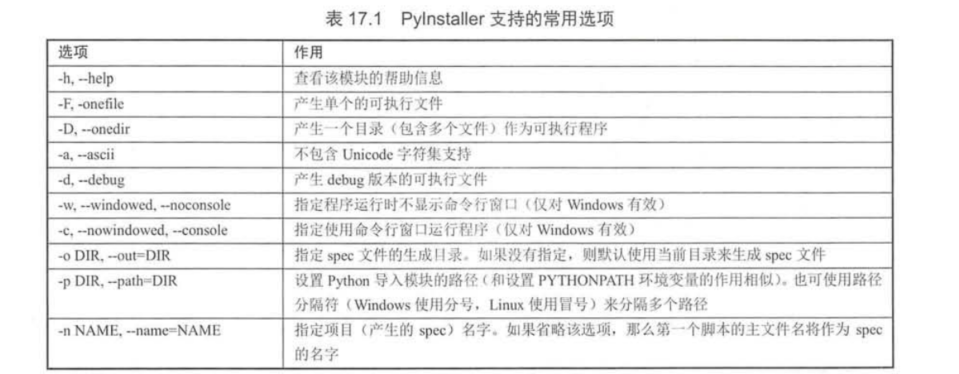 表 17.1 PyInstaller 支持的常用选项
选项 作用
-h, --help 查看该模块的帮助信息
-F, -onefile 产生单个的可执行文件
-D, --onedir 产生一个目录（包含多个文件）作为可执行程序
-a, --ascii 不包含 Unicode 字符集支持
-d, --debug 产生 debug 版本的可执行文件
-w, --windowed, --noconsole 指定程序运行时不显示命令行窗口（仅对 Windows 有效）
-c, --nowindowed, --console 指定使用命令行窗口运行程序（仅对 Windows 有效）
-o DIR, --out=DIR 指定 spec 文件的生成目录。如果没有指定，则默认使用当前目录来生成 spec 文件
-p DIR, --path=DIR 设置 Python 导入模块的路径（和设置 PYTHONPATH 环境变量的作用相似）。也可使用路径
分隔符（Windows 使用分号，Linux 使用冒号）来分隔多个路径
-n NAME, --name=NAME 指定项目（产生的 spec）名字。如果省略该选项，那么第一个脚本的主文件名将作为 spec
的名字